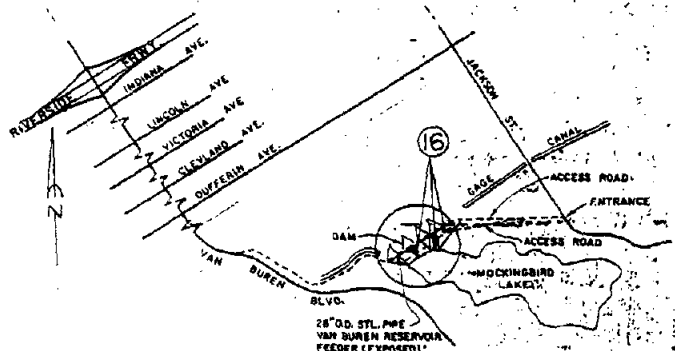 RIVERSIDE FRWY.
INDIANA AVE.
LINCOLN AVE
VICTORIA AVE.
CLEVLAND AVE.
DUFFERIN AVE.
JACKSON ST.
16
GAGE CANAL
ACCESS ROAD
ENTRANCE
N
DAM
ACCESS ROAD
VAN BUREN BLVD.
MOCKINGBIRD
LAKE
28" O.D. STL. PIPE
VAN BUREN RESERVOIR
FEEDER (EXPOSED)